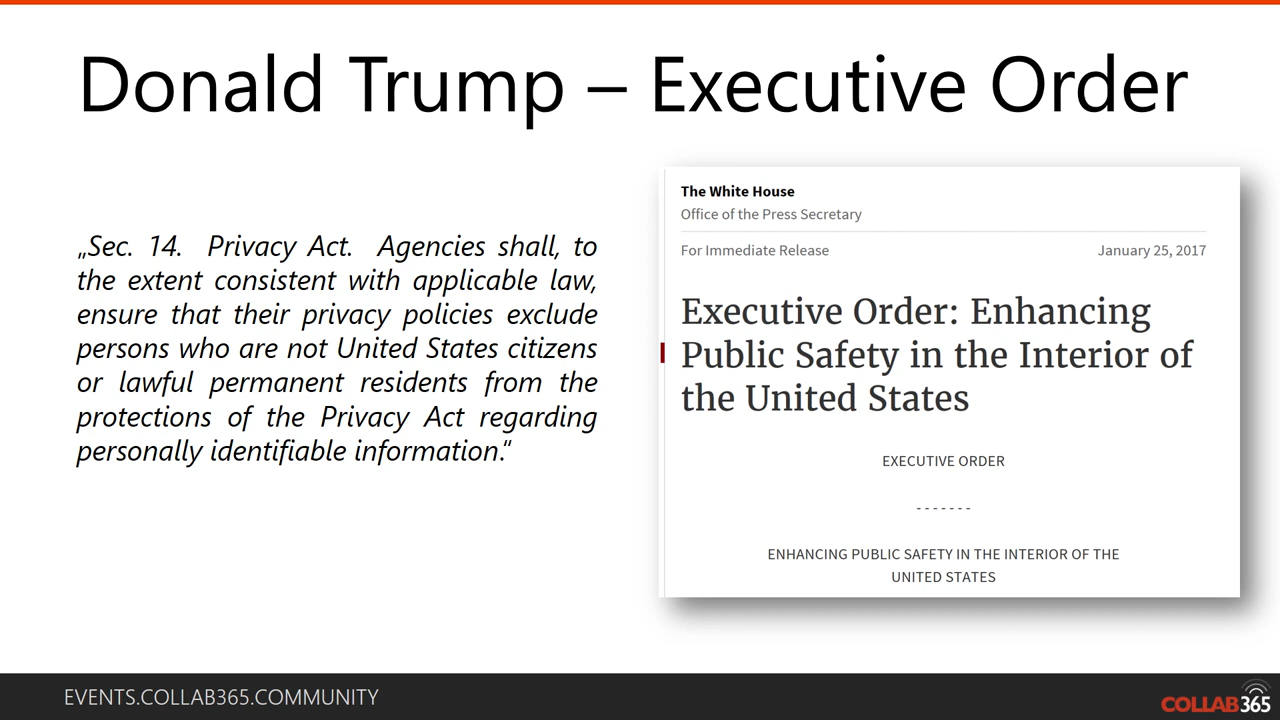 Donald Trump – Executive Order
„Sec. 14. Privacy Act. Agencies shall, to
the extent consistent with applicable law,
ensure that their privacy policies exclude
persons who are not United States citizens
or lawful permanent residents from the
protections of the Privacy Act regarding
personally identifiable information.“
The White House
Office of the Press Secretary
For Immediate Release January 25, 2017
Executive Order: Enhancing
Public Safety in the Interior of
the United States
EXECUTIVE ORDER
- - - - - - -
ENHANCING PUBLIC SAFETY IN THE INTERIOR OF THE
UNITED STATES
EVENTS.COLLAB365.COMMUNITY
COLLAB365